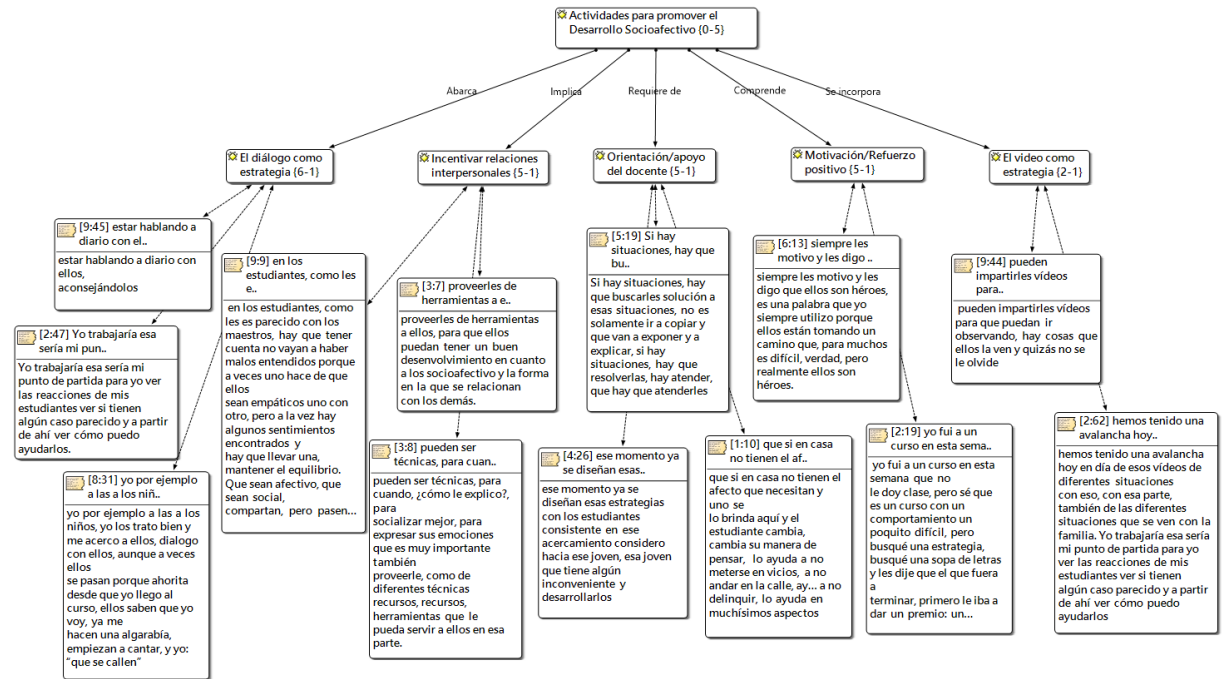 Actividades para promover el
Desarrollo Socioafectivo {0-5}
Abarca
Implica
Requiere de
Comprende
Se incorpora
El diálogo como
estrategia {6-1}
Incentivar relaciones
interpersonales {5-1}
Orientación/apoyo
del docente {5-1}
Motivación/Refuerzo
positivo {5-1}
El video como
estrategia {2-1}
[9:45] estar hablando a
diario con el..
estar hablando a diario con
ellos,
aconsejándolos
[2:47] Yo trabajaría esa
sería mi pun..
Yo trabajaría esa sería mi
punto de partida para yo ver
las reacciones de mis
estudiantes ver si tienen
algún caso parecido y a partir
de ahí ver cómo puedo
ayudarlos.
[8:31] yo por ejemplo
a las a los niñ..
yo por ejemplo a las a los
niños, yo los trato bien y
me acerco a ellos, dialogo
con ellos, aunque a veces
ellos
se pasan porque ahorita
desde que yo llego al
curso, ellos saben que yo
voy, ya me
hacen una algarabía,
empiezan a cantar, y yo:
“que se callen”
[9:9] en los
estudiantes, como les
e..
en los estudiantes, como
les es parecido con los
maestros, hay que tener
cuenta no vayan a haber
malos entendidos porque
a veces uno hace de que
ellos
sean empáticos uno con
otro, pero a la vez hay
algunos sentimientos
encontrados y
hay que llevar una,
mantener el equilibrio.
Que sean afectivo, que
sean social,
compartan, pero pasen...
[3:7] proveerles de
herramientas a e..
proveerles de herramientas
a ellos, para que ellos
puedan tener un buen
desenvolvimiento en cuanto
a los socioafectivo y la forma
en la que se relacionan
con los demás.
[3:8] pueden ser
técnicas, para cuan..
pueden ser técnicas, para
cuando, ¿cómo le explico?,
para
socializar mejor, para
expresar sus emociones
que es muy importante
también
proveerle, como de
diferentes técnicas
recursos, recursos,
herramientas que le
pueda servir a ellos en esa
parte.
[5:19] Si hay
situaciones, hay que
bu..
Si hay situaciones, hay
que buscarles solución a
esas situaciones, no es
solamente ir a copiar y
que van a exponer y a
explicar, si hay
situaciones, hay que
resolverlas, hay atender,
que hay que atenderles
[4:26] ese momento ya
se diseñan esas..
ese momento ya se
diseñan esas estrategias
con los estudiantes
consistente en ese
acercamiento considero
hacia ese joven, esa joven
que tiene algún
inconveniente y
desarrollarlos
[1:10] que si en casa
no tienen el af..
que si en casa no tienen el
afecto que necesitan y
uno se
lo brinda aquí y el
estudiante cambia,
cambia su manera de
pensar, lo ayuda a no
meterse en vicios, a no
andar en la calle, ay... a no
delinquir, lo ayuda en
muchísimos aspectos
[6:13] siempre les
motivo y les digo ..
siempre les motivo y les
digo que ellos son héroes,
es una palabra que yo
siempre utilizo porque
ellos están tomando un
camino que, para muchos
es difícil, verdad, pero
realmente ellos son
héroes.
[2:19] yo fui a un
curso en esta sema..
yo fui a un curso en esta
semana que no
le doy clase, pero sé que
es un curso con un
comportamiento un
poquito difícil, pero
busqué una estrategia,
busqué una sopa de letras
y les dije que el que fuera
a
terminar, primero le iba a
dar un premio: un...
[9:44] pueden
impartirles vídeos
para..
pueden impartirles vídeos
para que puedan ir
observando, hay cosas que
ellos la ven y quizás no se
le olvide
[2:62] hemos tenido una
avalancha hoy..
hemos tenido una avalancha
hoy en día de esos vídeos de
diferentes situaciones
con eso, con esa parte,
también de las diferentes
situaciones que se ven con la
familia. Yo trabajaría esa sería
mi punto de partida para yo
ver las reacciones de mis
estudiantes ver si tienen
algún caso parecido y a partir
de ahí ver cómo puedo
ayudarlos